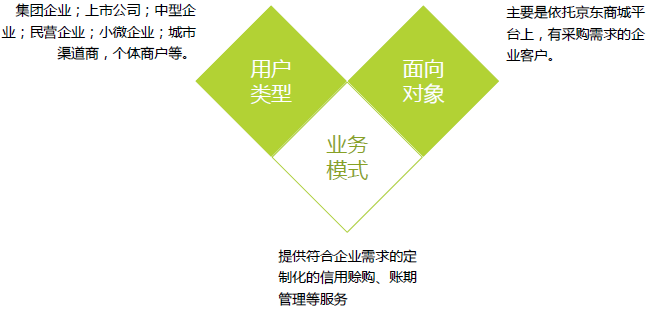 集团企业；上市公司；中型企
业；民营企业；小微企业；城市
渠道商，个体商户等。
用户
类型
面向
对象
主要是依托京东商城平
台上，有采购需求的企
业客户。
业务
模式
提供符合企业需求的定
制化的信用赊购、账期
管理等服务